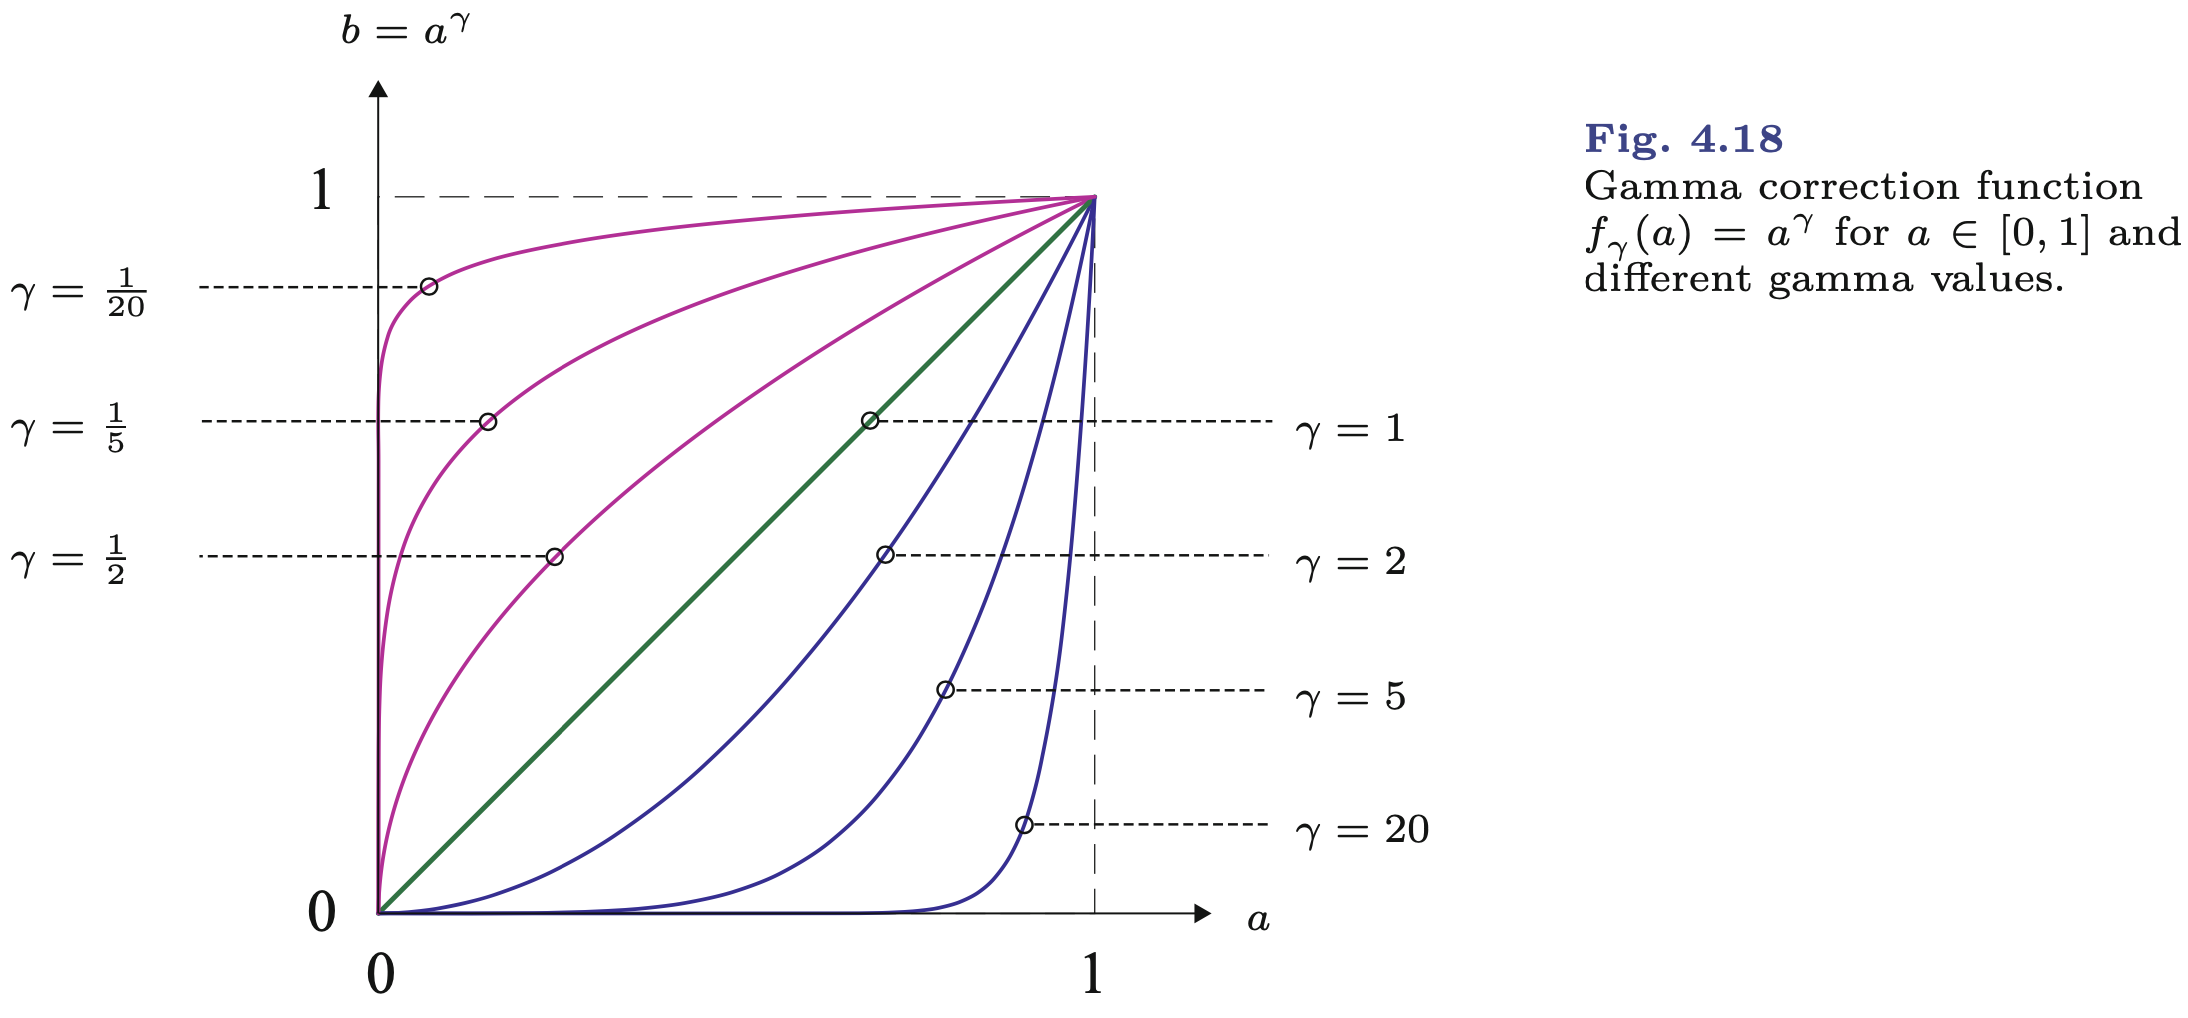 b = a^γ
1
γ = 1/20
γ = 1/5
γ = 1/2
γ = 1
γ = 2
γ = 5
γ = 20
0
a
0
1
Fig. 4.18
Gamma correction function
f_γ(a) = a^γ for a ∈ [0, 1] and
different gamma values.